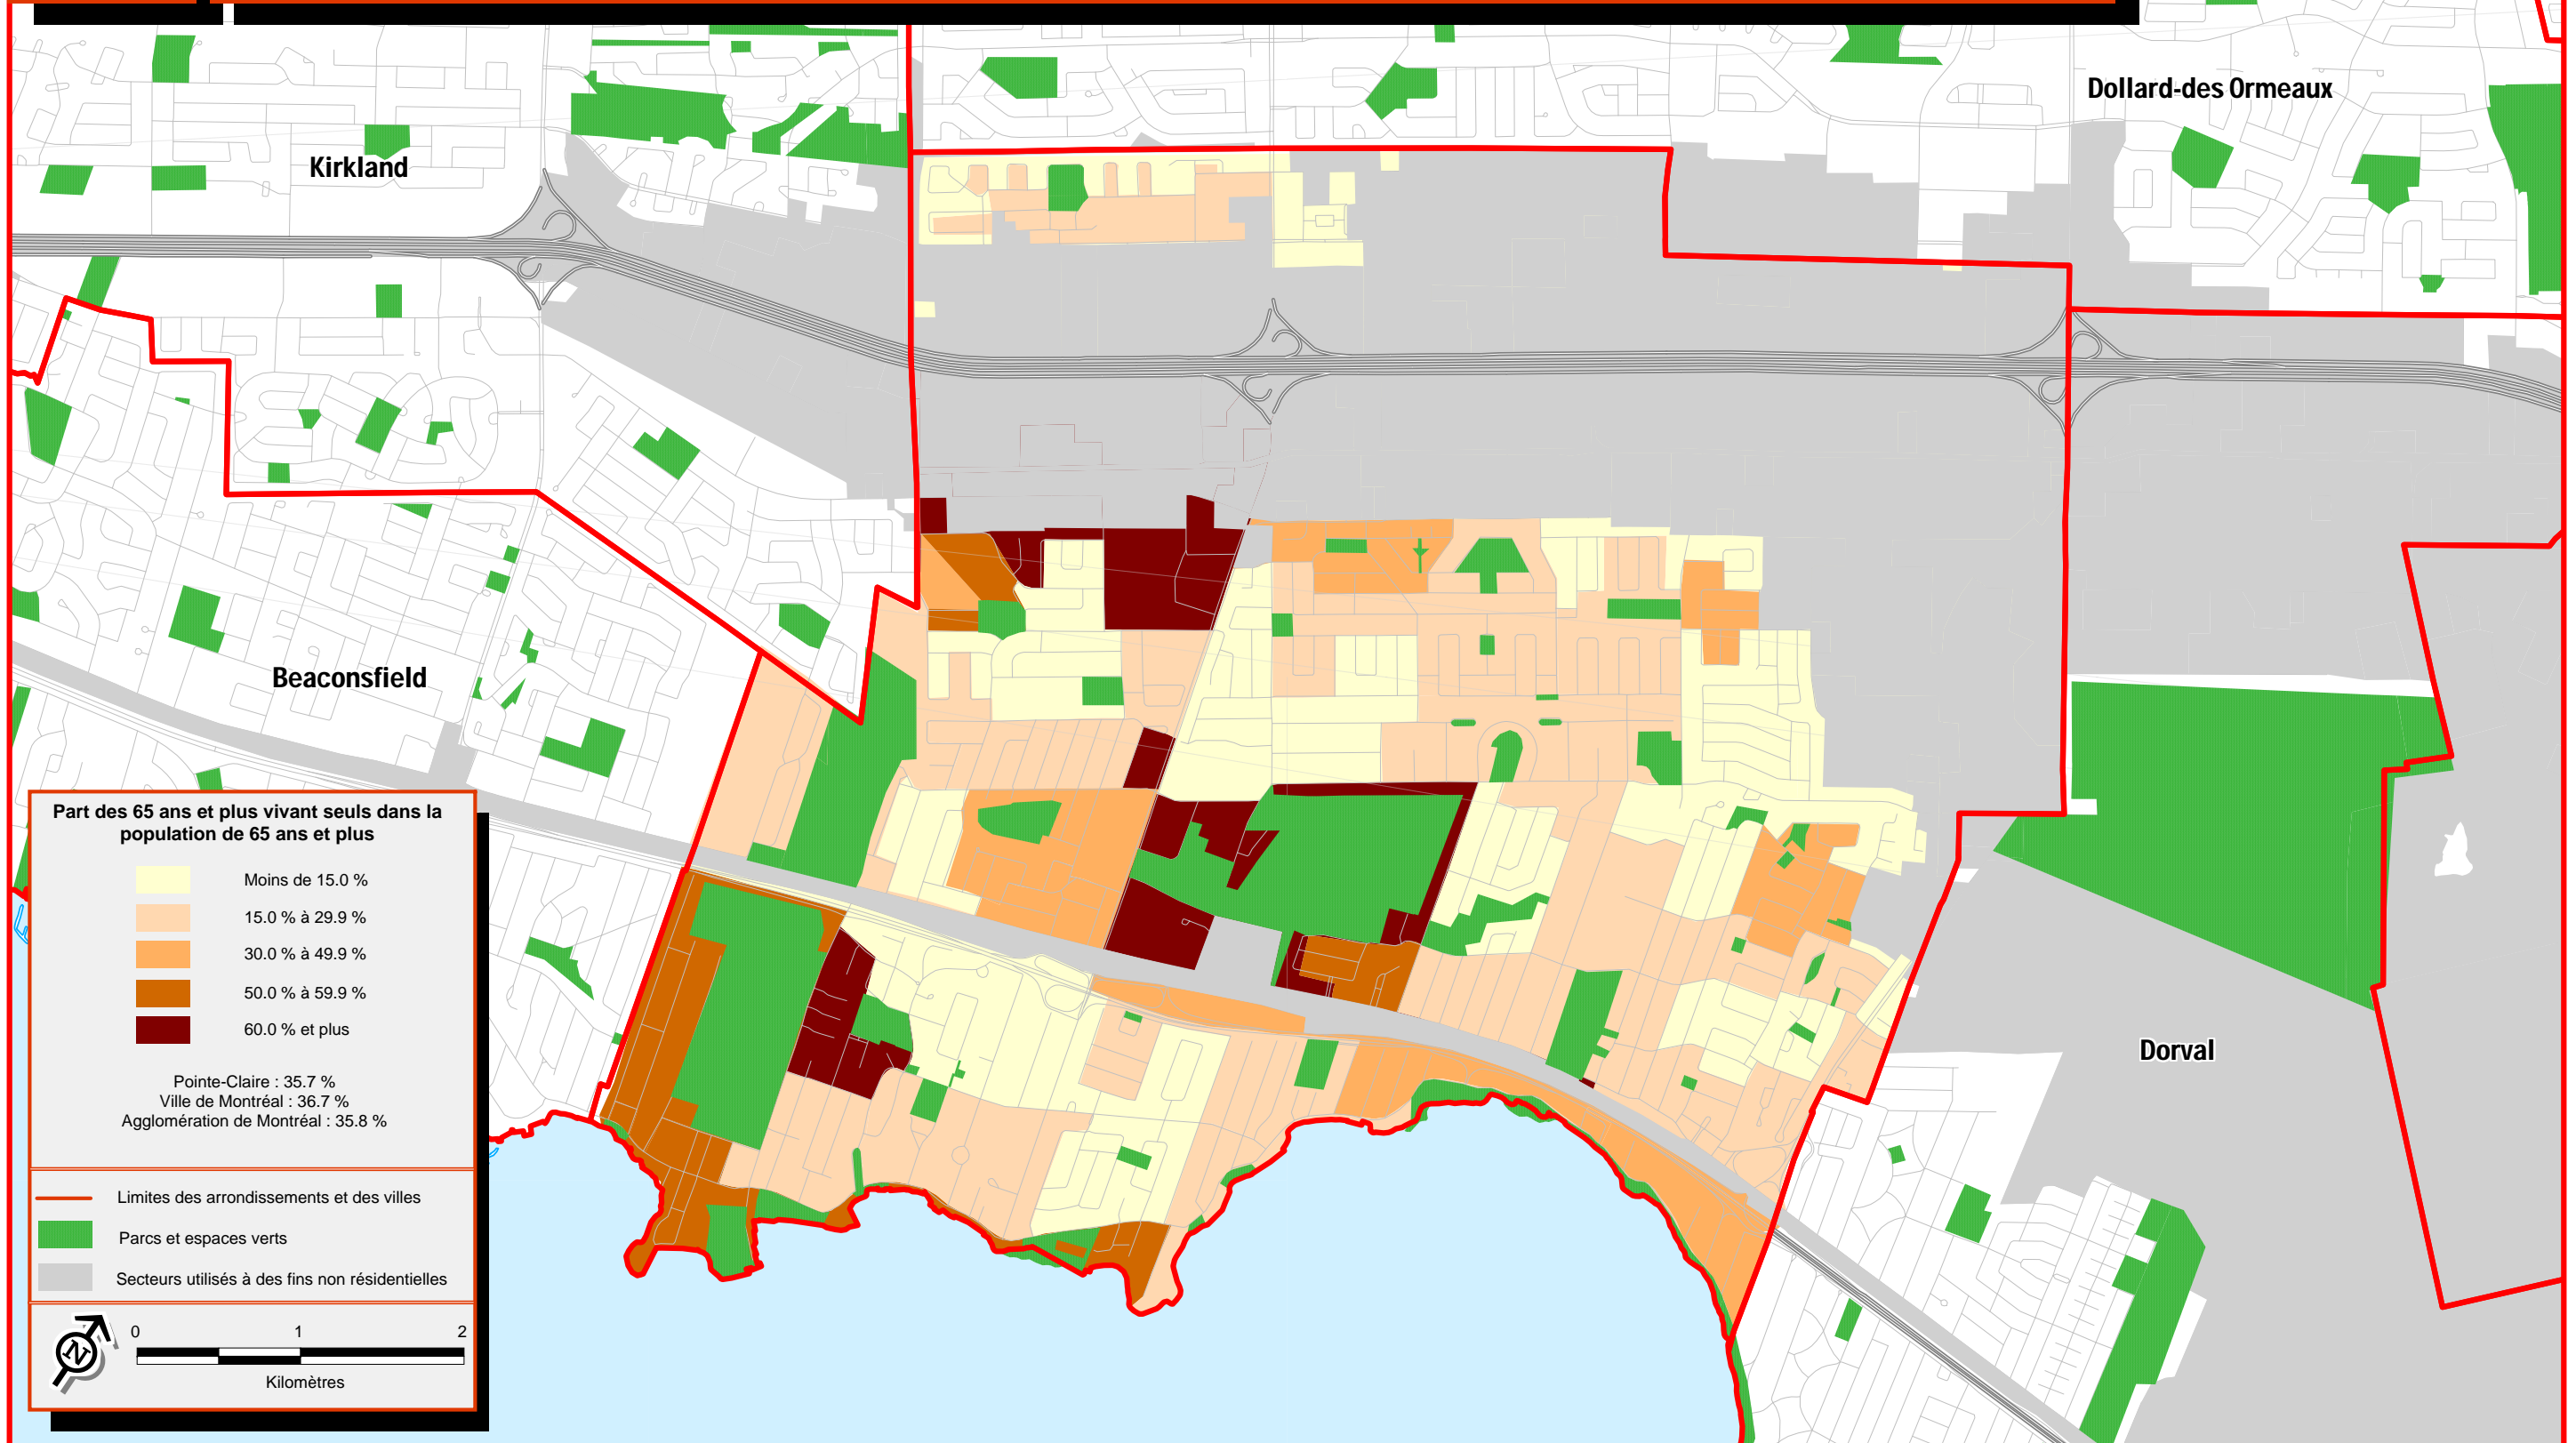 Dollard-des Ormeaux
Kirkland
Beaconsfield
Dorval
Part des 65 ans et plus vivant seuls dans la
population de 65 ans et plus
Moins de 15.0 %
15.0 % à 29.9 %
30.0 % à 49.9 %
50.0 % à 59.9 %
60.0 % et plus
Pointe-Claire : 35.7 %
Ville de Montréal : 36.7 %
Agglomération de Montréal : 35.8 %
Limites des arrondissements et des villes
Parcs et espaces verts
Secteurs utilisés à des fins non résidentielles
N
0 1 2
Kilomètres